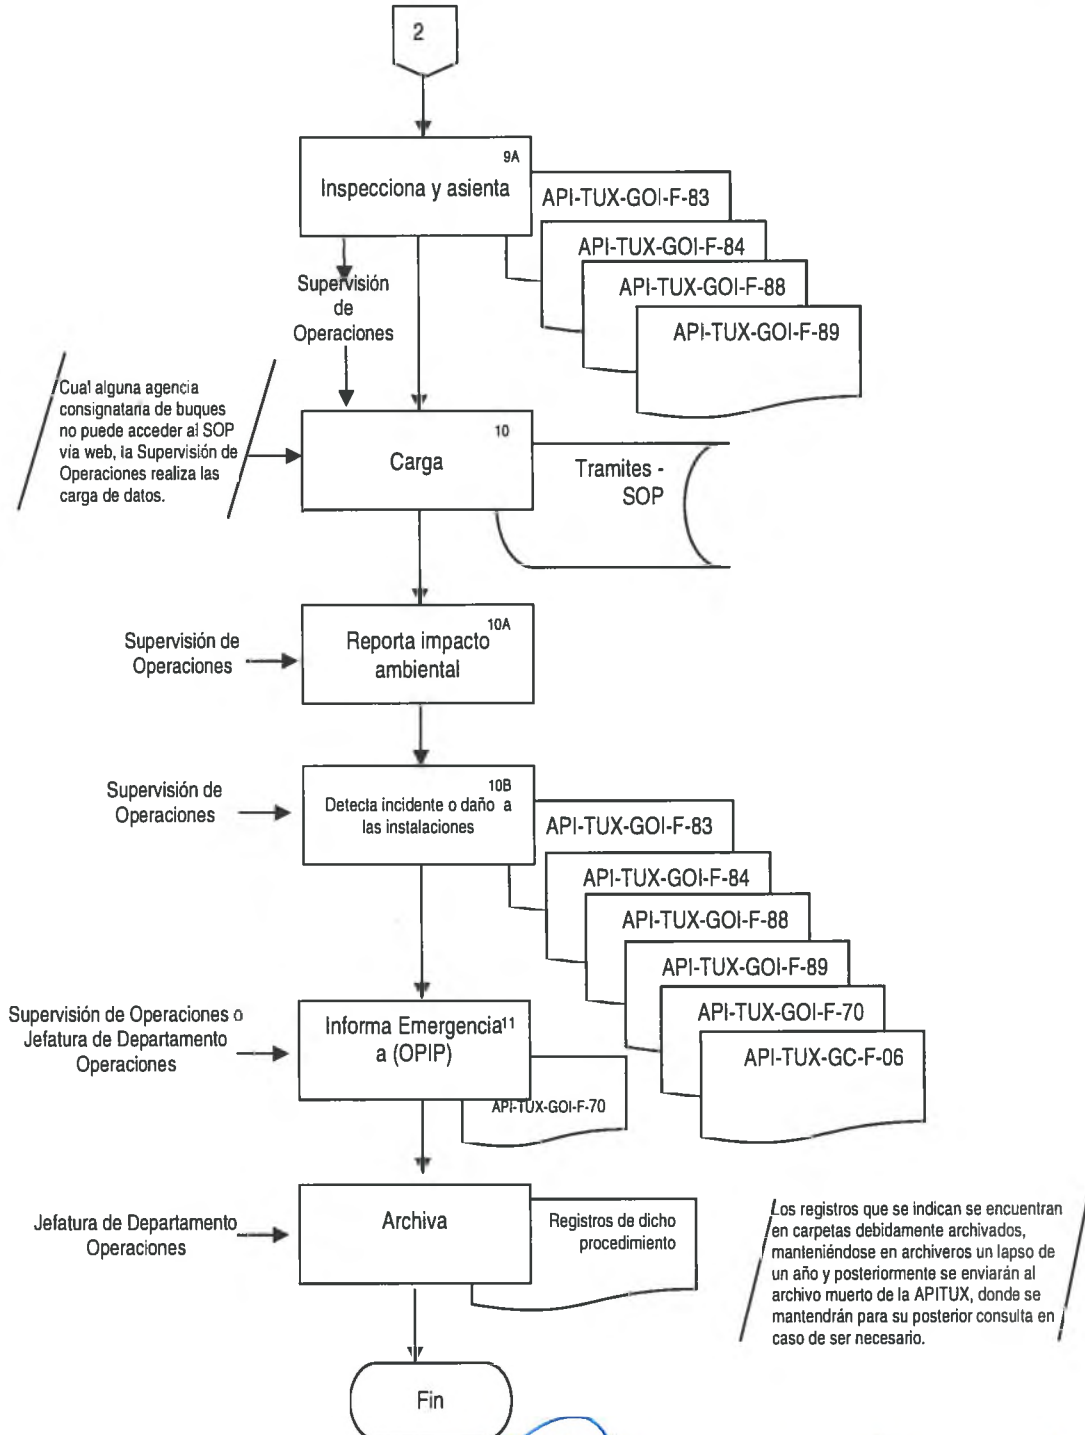 2
9A
Inspecciona y asienta
API-TUX-GOI-F-83
API-TUX-GOI-F-84
API-TUX-GOI-F-88
API-TUX-GOI-F-89
Supervisión
de
Operaciones
Cual alguna agencia
consignataria de buques
no puede acceder al SOP
vía web, la Supervisión de
Operaciones realiza las
carga de datos.
10
Carga
Tramites -
SOP
Supervisión de
Operaciones
10A
Reporta impacto
ambiental
Supervisión de
Operaciones
10B
Detecta incidente o daño a
las instalaciones
API-TUX-GOI-F-83
API-TUX-GOI-F-84
API-TUX-GOI-F-88
API-TUX-GOI-F-89
API-TUX-GOI-F-70
API-TUX-GC-F-06
Supervisión de Operaciones o
Jefatura de Departamento
Operaciones
Informa Emergencia 11
a (OPIP)
API-TUX-GOI-F-70
Jefatura de Departamento
Operaciones
Archiva
Registros de dicho
procedimiento
Los registros que se indican se encuentran
en carpetas debidamente archivados,
manteniéndose en archiveros un lapso de
un año y posteriormente se enviarán al
archivo muerto de la APITUX, donde se
mantendrán para su posterior consulta en
caso de ser necesario.
Fin